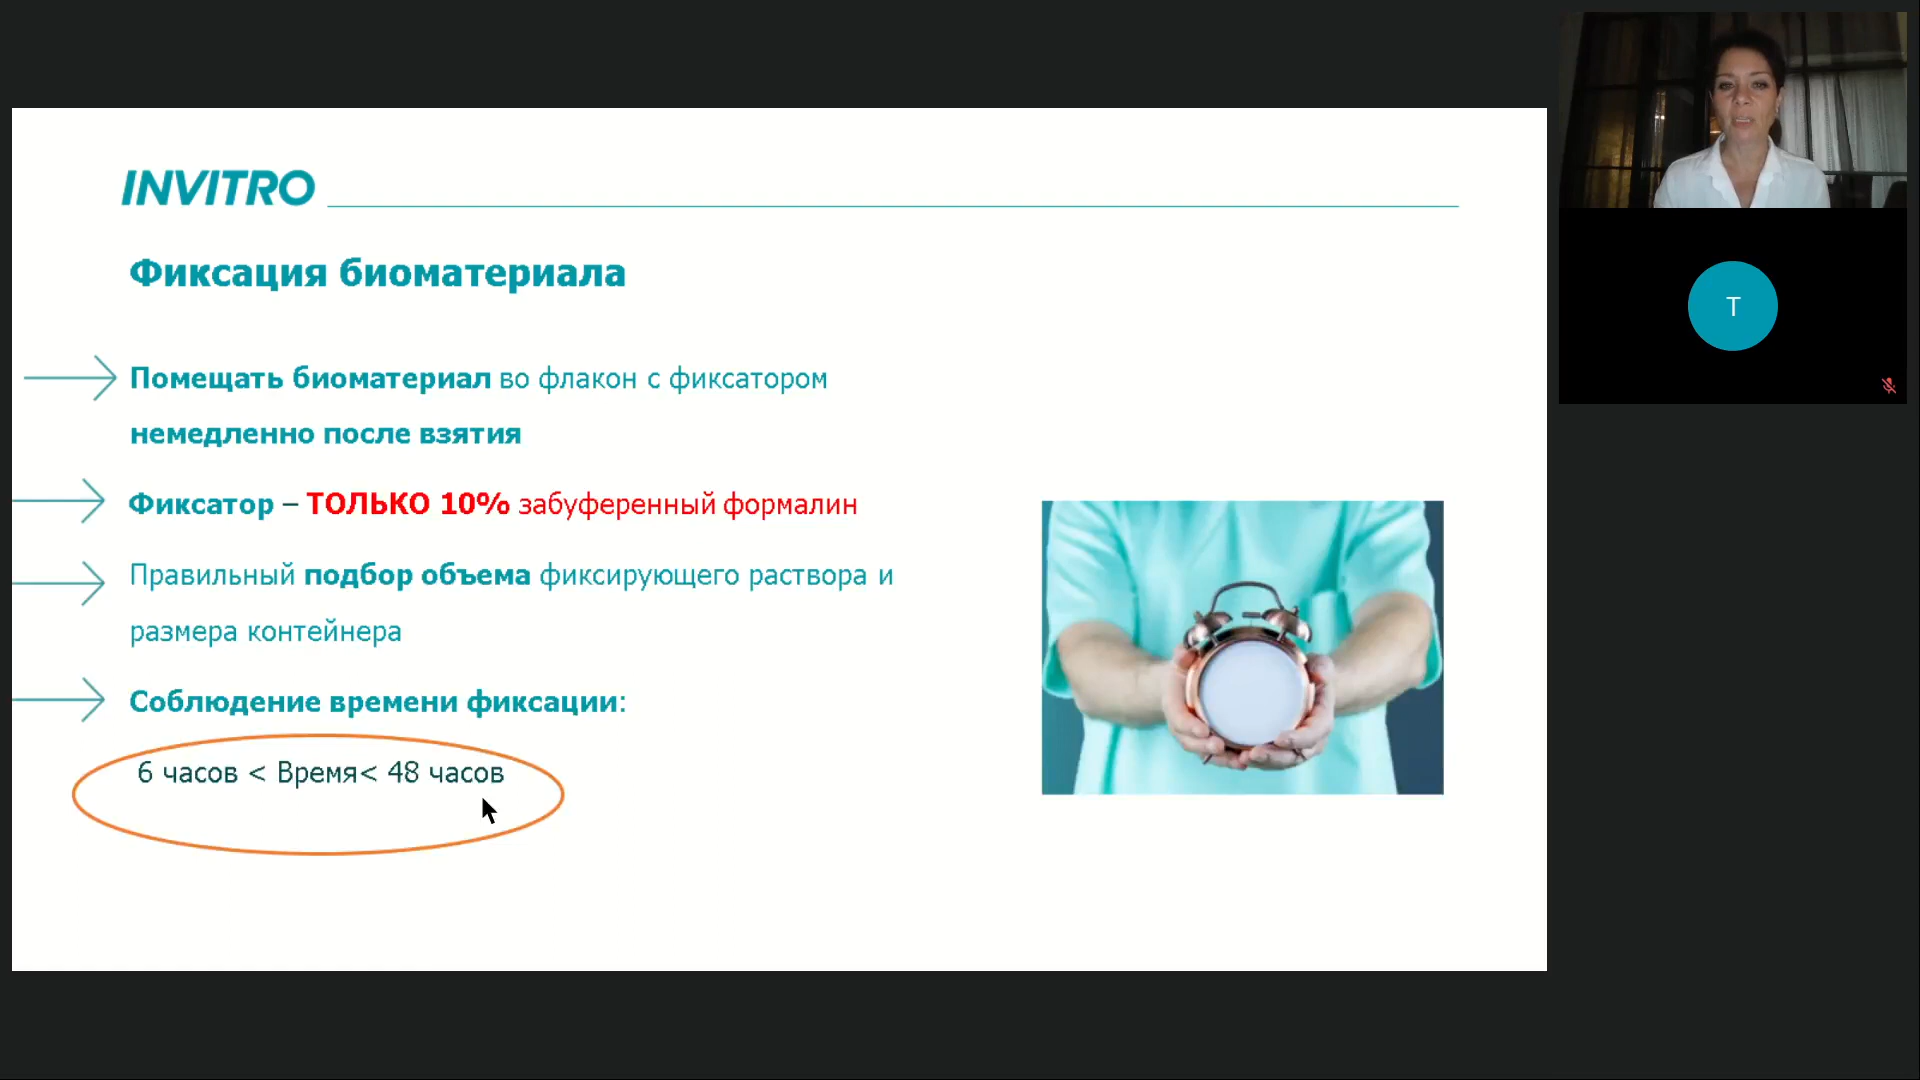 INVITRO
Фиксация биоматериала
Помещать биоматериал во флакон с фиксатором
немедленно после взятия
Фиксатор – ТОЛЬКО 10% забуференный формалин
Правильный подбор объема фиксирующего раствора и
размера контейнера
Соблюдение времени фиксации:
6 часов < Время< 48 часов
T